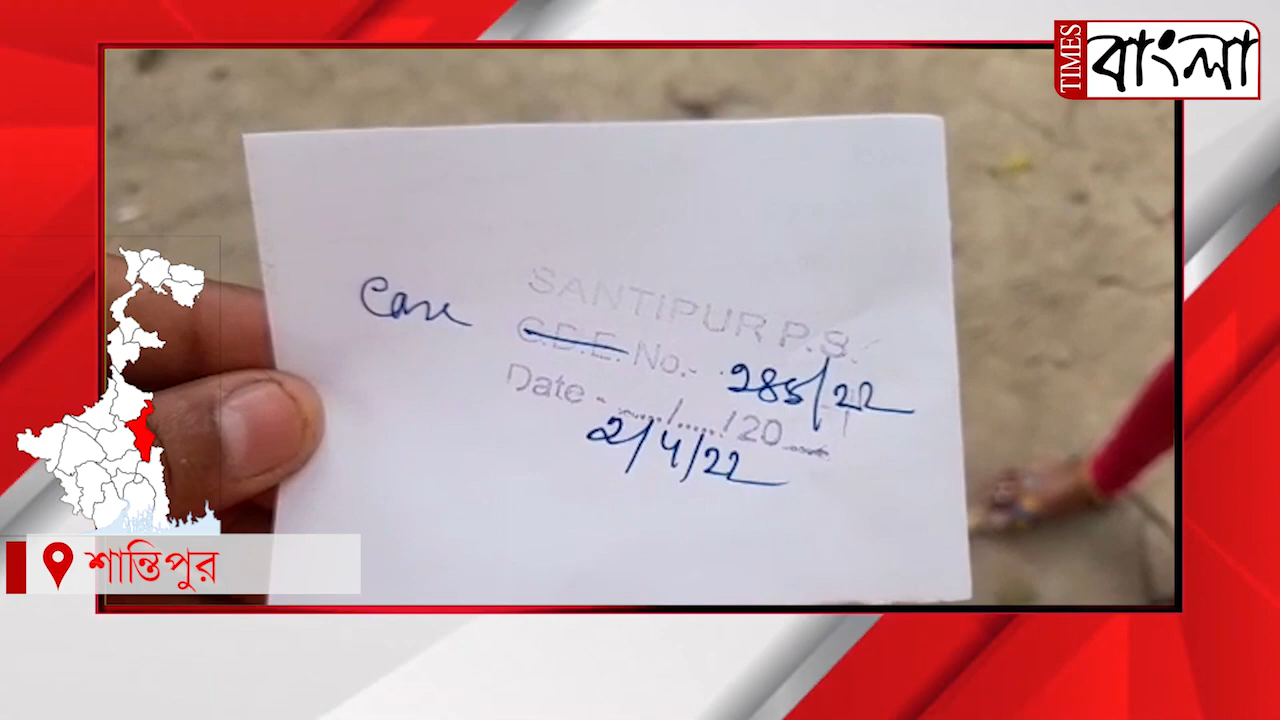 TIMES বাংলা
SANTIPUR P.S.
Case G.D.E. No.- 285/22
Date - ....../....../20......
2/4/22
শান্তিপুর